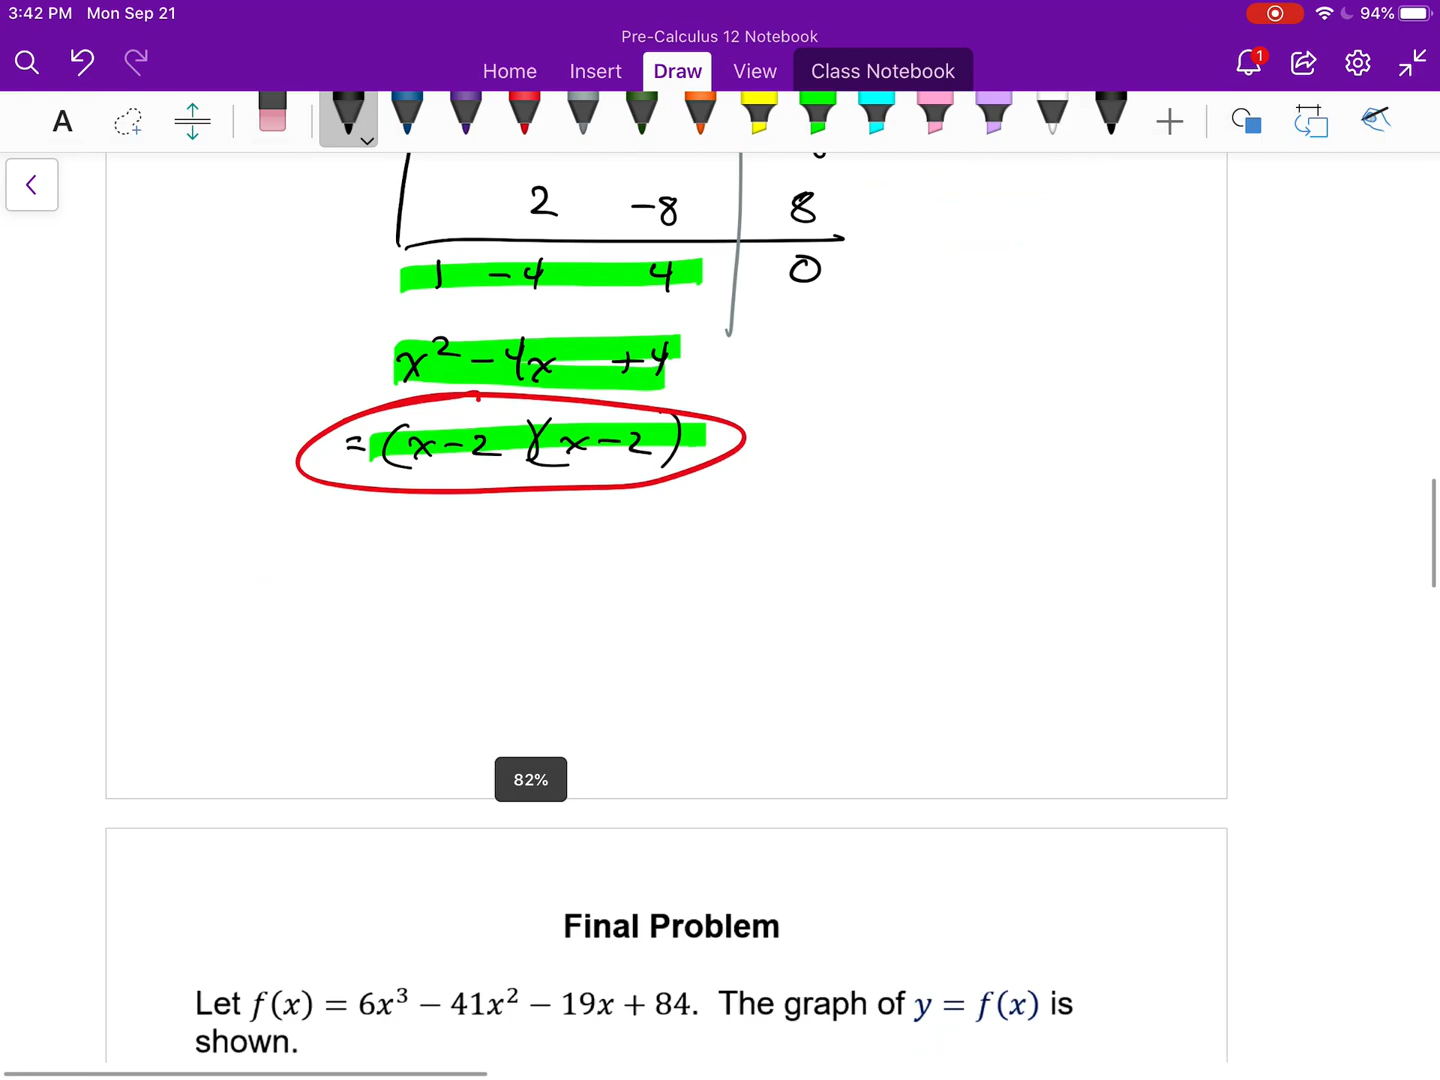 3:42 PM Mon Sep 21
94%
Pre-Calculus 12 Notebook
1
Home Insert Draw View Class Notebook
A
2 -8 8
1 -4 4 0
x² - 4x + 4
= (x-2)(x-2)
82%
Final Problem
Let f(x) = 6x³ − 41x² − 19x + 84. The graph of y = f(x) is
shown.